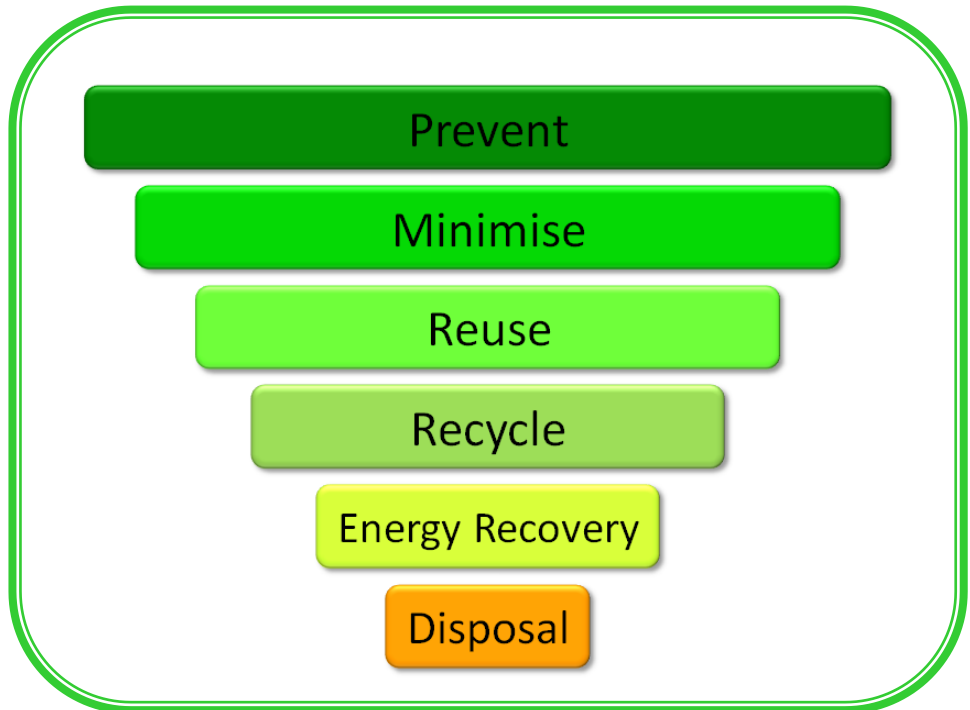 Prevent
Minimise
Reuse
Recycle
Energy Recovery
Disposal